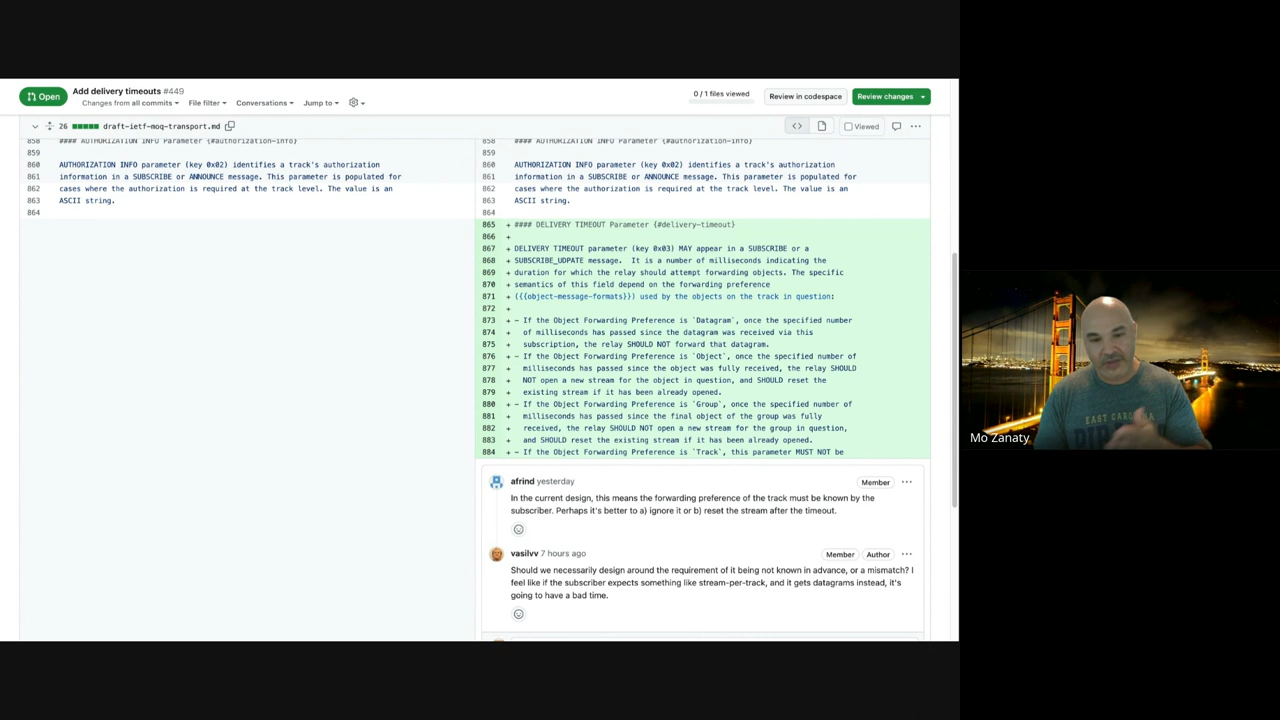 Open
Add delivery timeouts #449
Changes from all commits
File filter
Conversations
Jump to
0 / 1 files viewed
Review in codespace
Review changes
26
draft-ietf-moq-transport.md
Viewed
858 #### AUTHORIZATION INFO Parameter {#authorization-info}
859
860 AUTHORIZATION INFO parameter (key 0x02) identifies a track's authorization
861 information in a SUBSCRIBE or ANNOUNCE message. This parameter is populated for
862 cases where the authorization is required at the track level. The value is an
863 ASCII string.
864
858 #### AUTHORIZATION INFO Parameter {#authorization-info}
859
860 AUTHORIZATION INFO parameter (key 0x02) identifies a track's authorization
861 information in a SUBSCRIBE or ANNOUNCE message. This parameter is populated for
862 cases where the authorization is required at the track level. The value is an
863 ASCII string.
864
865 + #### DELIVERY TIMEOUT Parameter {#delivery-timeout}
866 +
867 + DELIVERY TIMEOUT parameter (key 0x03) MAY appear in a SUBSCRIBE or a
868 + SUBSCRIBE_UDPATE message. It is a number of milliseconds indicating the
869 + duration for which the relay should attempt forwarding objects. The specific
870 + semantics of this field depend on the forwarding preference
871 + ({{object-message-formats}}) used by the objects on the track in question:
872 +
873 + - If the Object Forwarding Preference is `Datagram`, once the specified number
874 + of milliseconds has passed since the datagram was received via this
875 + subscription, the relay SHOULD NOT forward that datagram.
876 + - If the Object Forwarding Preference is `Object`, once the specified number of
877 + milliseconds has passed since the object was fully received, the relay SHOULD
878 + NOT open a new stream for the object in question, and SHOULD reset the
879 + existing stream if it has been already opened.
880 + - If the Object Forwarding Preference is `Group`, once the specified number of
881 + milliseconds has passed since the final object of the group was fully
882 + received, the relay SHOULD NOT open a new stream for the group in question,
883 + and SHOULD reset the existing stream if it has been already opened.
884 + - If the Object Forwarding Preference is `Track`, this parameter MUST NOT be
afrind yesterday
Member
In the current design, this means the forwarding preference of the track must be known by the
subscriber. Perhaps it's better to a) ignore it or b) reset the stream after the timeout.
vasilvv 7 hours ago
Member
Author
Should we necessarily design around the requirement of it being not known in advance, or a mismatch? I
feel like if the subscriber expects something like stream-per-track, and it gets datagrams instead, it's
going to have a bad time.
EAST CAROLINA
Mo Zanaty